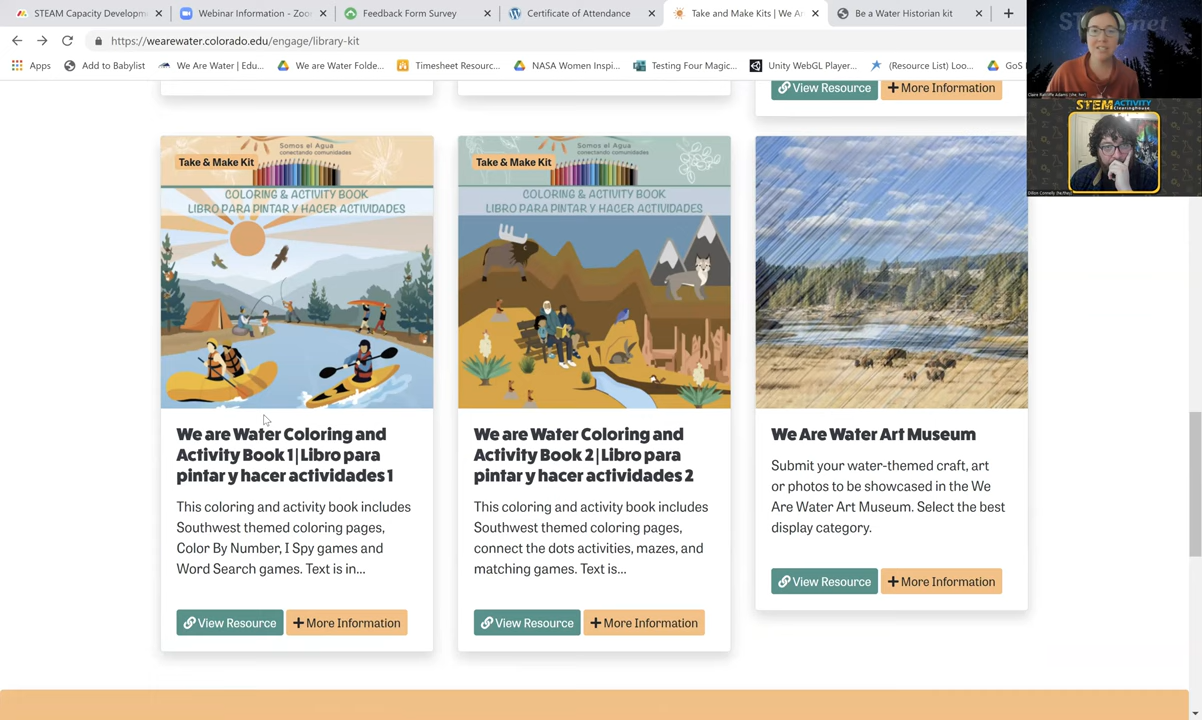 STEAM Capacity Developm
Webinar Information - Zoo
Feedback Form Survey
Certificate of Attendance
Take and Make Kits | We Ar
Be a Water Historian kit
https://wearewater.colorado.edu/engage/library-kit
Apps
Add to Babylist
We Are Water | Edu...
We are Water Folde...
Timesheet Resourc...
NASA Women Inspi...
Testing Four Magic...
Unity WebGL Player...
(Resource List) Loo...
GoS
View Resource
+ More Information
Somos el Agua
conectando comunidades
Take & Make Kit
COLORING & ACTIVITY BOOK
LIBRO PARA PINTAR Y HACER ACTIVIDADES
We are Water Coloring and
Activity Book 1 | Libro para
pintar y hacer actividades 1
This coloring and activity book includes
Southwest themed coloring pages,
Color By Number, I Spy games and
Word Search games. Text is in...
View Resource
+ More Information
Somos el Agua
conectando comunidades
Take & Make Kit
COLORING & ACTIVITY BOOK
LIBRO PARA PINTAR Y HACER ACTIVIDADES
We are Water Coloring and
Activity Book 2 | Libro para
pintar y hacer actividades 2
This coloring and activity book includes
Southwest themed coloring pages,
connect the dots activities, mazes, and
matching games. Text is...
View Resource
+ More Information
We Are Water Art Museum
Submit your water-themed craft, art
or photos to be showcased in the We
Are Water Art Museum. Select the best
display category.
View Resource
+ More Information
STEM ACTIVITY
CLEARINGHOUSE